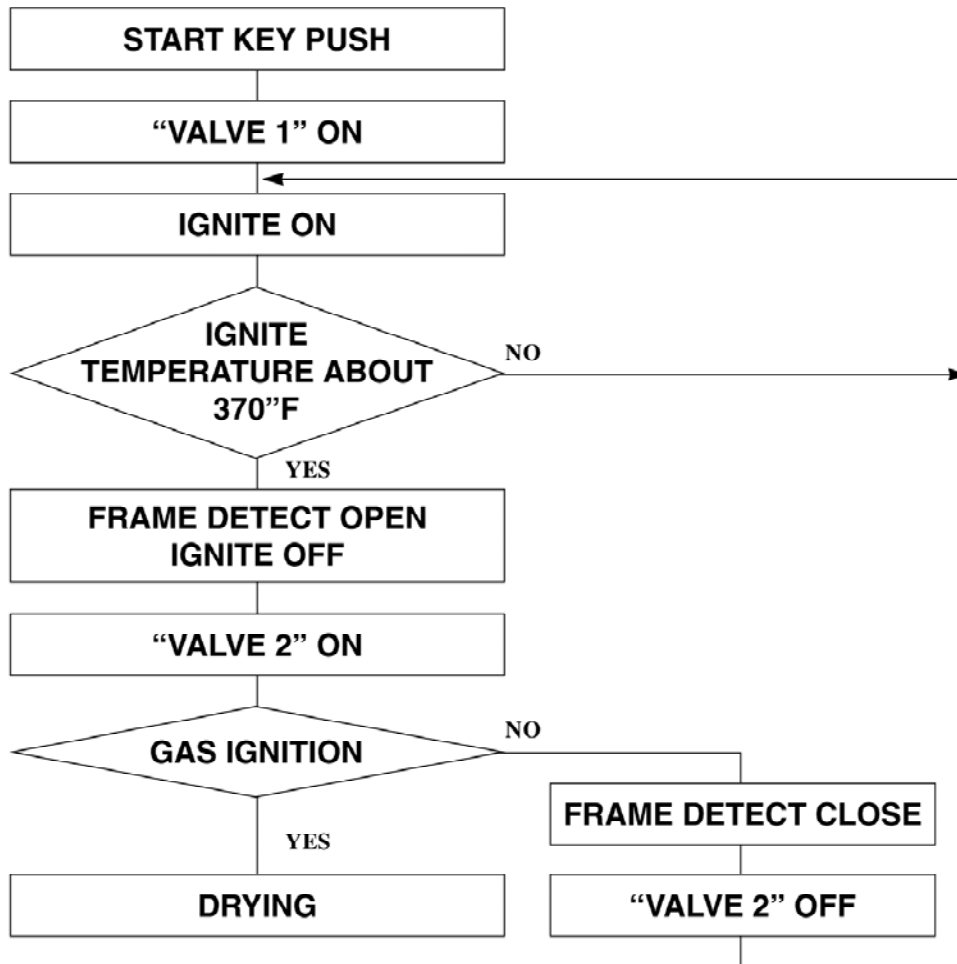 START KEY PUSH
“VALVE 1” ON
IGNITE ON
IGNITE
TEMPERATURE ABOUT
370”F
NO
YES
FRAME DETECT OPEN
IGNITE OFF
“VALVE 2” ON
GAS IGNITION
NO
FRAME DETECT CLOSE
YES
DRYING
“VALVE 2” OFF